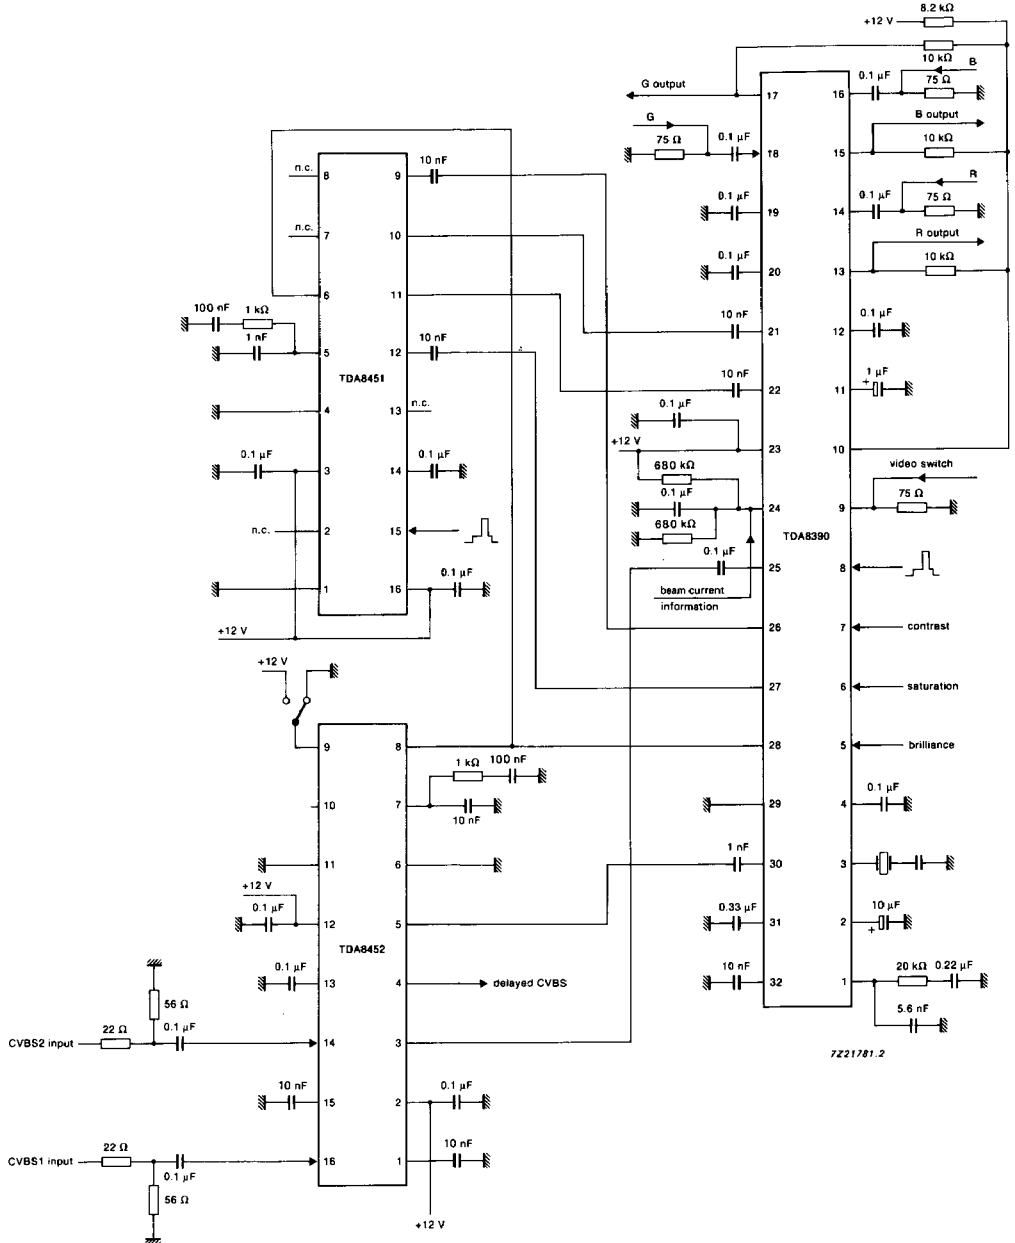 8.2 kΩ
+12 V
10 kΩ
B
0.1 µF
75 Ω
G output
17
16
B output
G
75 Ω
0.1 µF
10 kΩ
18
15
R
0.1 µF
75 Ω
0.1 µF
19
14
R output
0.1 µF
10 kΩ
20
13
10 nF
0.1 µF
21
12
10 nF
1 µF
+
22
11
0.1 µF
+12 V
23
10
680 kΩ
video switch
0.1 µF
75 Ω
24
9
680 kΩ
TDA8390
0.1 µF
25
8
beam current
information
26
7
contrast
27
6
saturation
28
5
brilliance
0.1 µF
29
4
1 nF
30
3
0.33 µF
10 µF
+
31
2
10 nF
20 kΩ
0.22 µF
32
1
5.6 nF
7Z21781.2
n.c.
8
9
10 nF
n.c.
7
10
6
11
100 nF
1 kΩ
1 nF
5
12
10 nF
TDA8451
4
13
n.c.
0.1 µF
3
14
0.1 µF
n.c.
2
15
1
16
0.1 µF
+12 V
+12 V
9
8
1 kΩ
100 nF
10
7
10 nF
11
6
+12 V
0.1 µF
12
5
TDA8452
0.1 µF
13
4
delayed CVBS
56 Ω
CVBS2 input
22 Ω
0.1 µF
14
3
10 nF
15
2
0.1 µF
CVBS1 input
22 Ω
0.1 µF
16
1
10 nF
56 Ω
+12 V